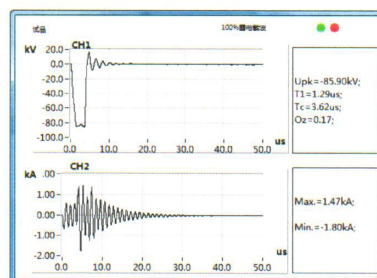 试品 100%雷电截波
kV CH1
20.0
0.0
-20.0
-40.0
-60.0
-80.0
-100.0
0.0 10.0 20.0 30.0 40.0 50.0
us
Upk=-85.90kV;
T1=1.29us;
Tc=3.62us;
Oz=0.17;
kA CH2
.00
1.00
0.00
-1.00
-2.00
0.0 10.0 20.0 30.0 40.0 50.0
us
Max.=1.47kA;
Min.=-1.80kA;